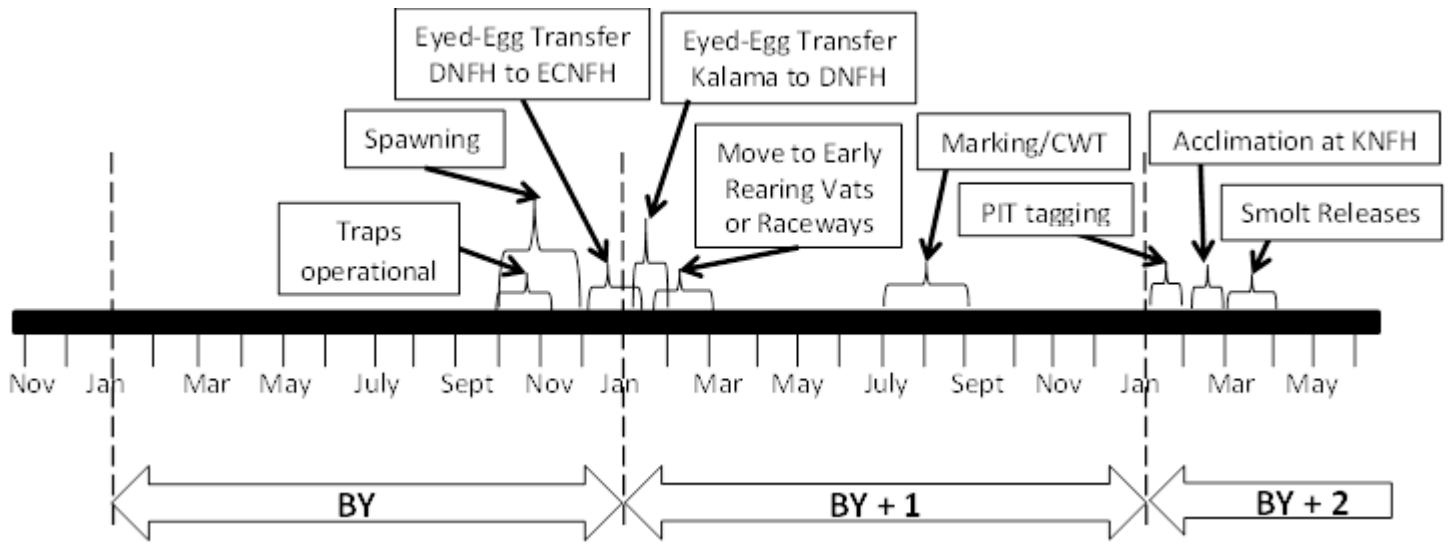 Eyed-Egg Transfer
DNFH to ECNFH
Eyed-Egg Transfer
Kalama to DNFH
Spawning
Move to Early
Rearing Vats
or Raceways
Marking/CWT
Acclimation at KNFH
PIT tagging
Smolt Releases
Traps
operational
Nov Jan Mar May July Sept Nov Jan Mar May July Sept Nov Jan Mar May
BY BY + 1 BY + 2